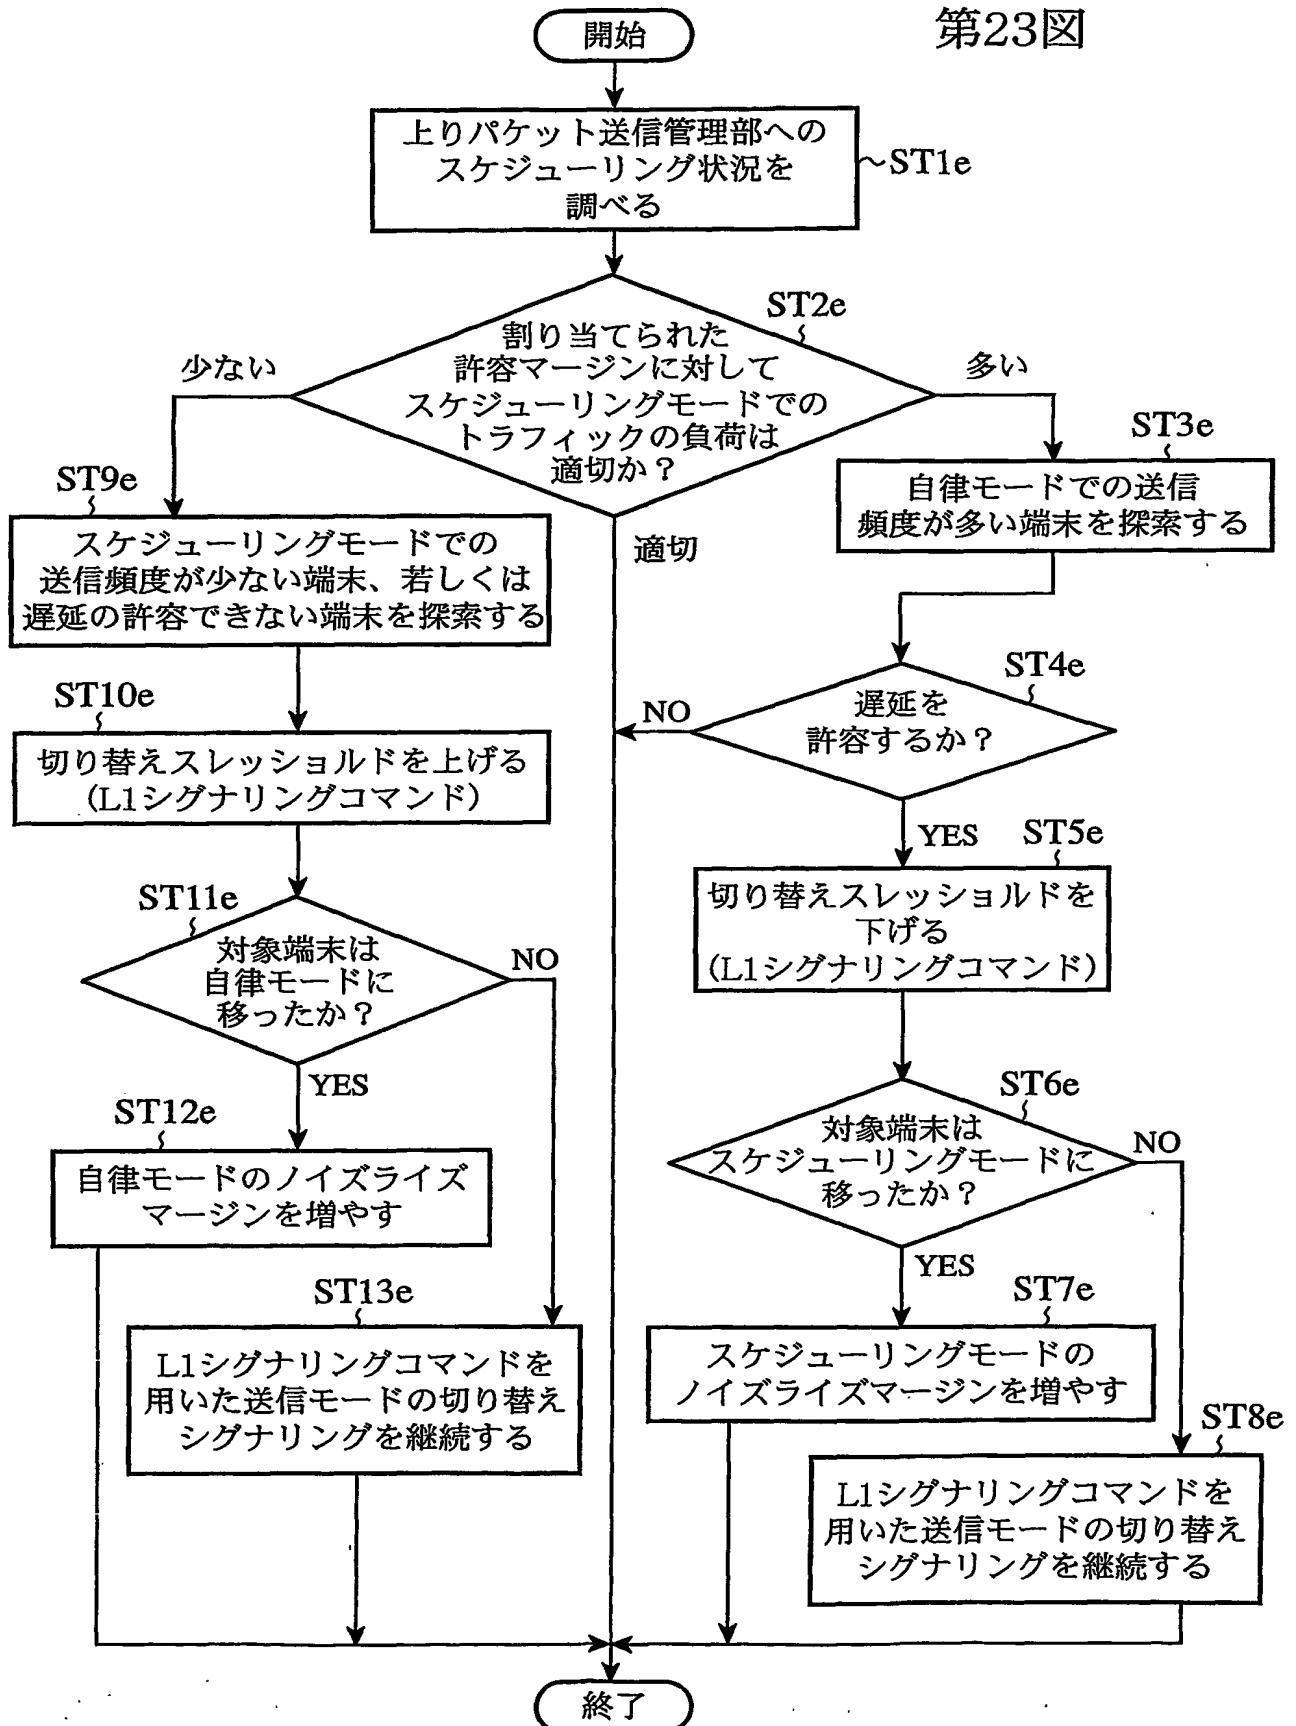 第23図
開始
上りパケット送信管理部への
スケジューリング状況を
調べる
~ST1e
ST2e
割り当てられた
許容マージンに対して
スケジューリングモードでの
トラフィックの負荷は
適切か？
少ない
多い
適切
ST3e
自律モードでの送信
頻度が多い端末を探索する
ST4e
遅延を
許容するか？
NO
YES
ST5e
切り替えスレッショルドを
下げる
(L1シグナリングコマンド)
ST6e
対象端末は
スケジューリングモードに
移ったか？
NO
YES
ST7e
スケジューリングモードの
ノイズライズマージンを増やす
ST8e
L1シグナリングコマンドを
用いた送信モードの切り替え
シグナリングを継続する
ST9e
スケジューリングモードでの
送信頻度が少ない端末、若しくは
遅延の許容できない端末を探索する
ST10e
切り替えスレッショルドを上げる
(L1シグナリングコマンド)
ST11e
対象端末は
自律モードに
移ったか？
NO
YES
ST12e
自律モードのノイズライズ
マージンを増やす
ST13e
L1シグナリングコマンドを
用いた送信モードの切り替え
シグナリングを継続する
終了